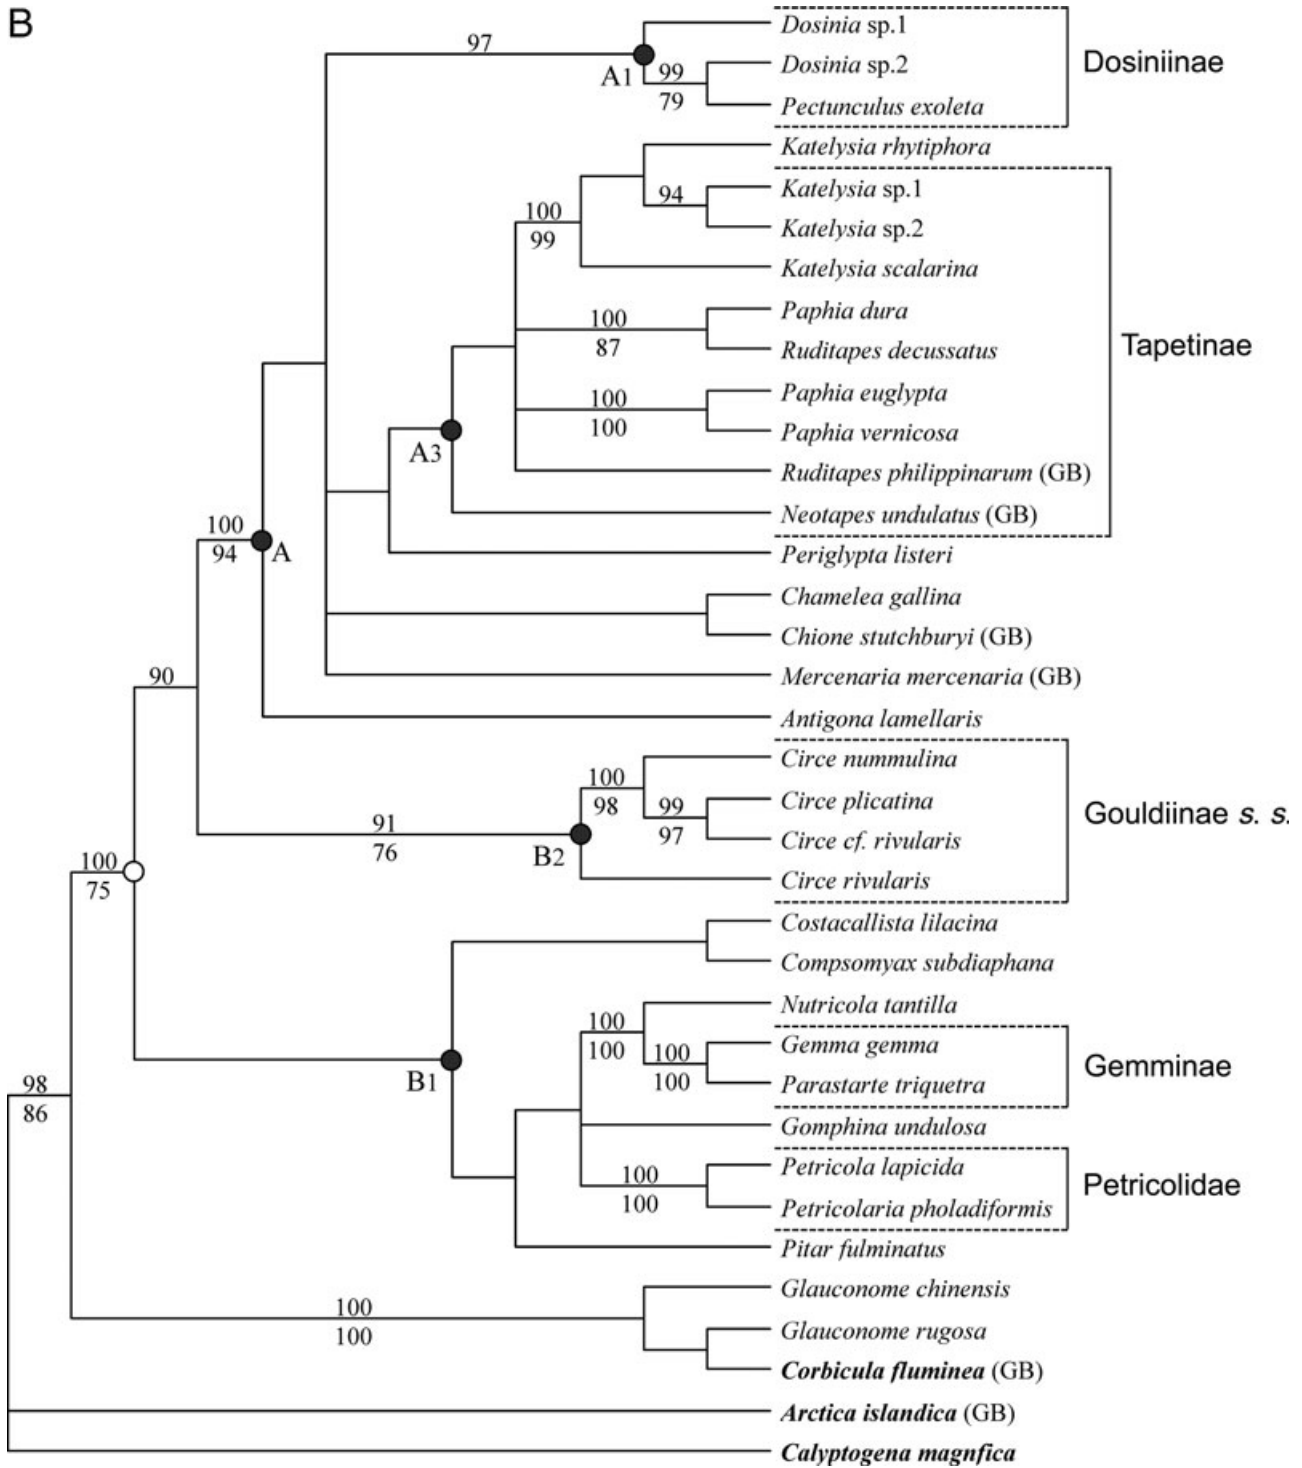 B
Dosinia sp.1
97
Dosinia sp.2
Dosiniinae
A1
99
79
Pectunculus exoleta
Katelysia rhytiphora
Katelysia sp.1
94
100
99
Katelysia sp.2
Katelysia scalarina
Paphia dura
100
87
Ruditapes decussatus
Tapetinae
Paphia euglypta
100
100
Paphia vernicosa
A3
Ruditapes philippinarum (GB)
Neotapes undulatus (GB)
100
94
A
Periglypta listeri
Chamelea gallina
Chione stutchburyi (GB)
90
Mercenaria mercenaria (GB)
Antigona lamellaris
Circe nummulina
100
98
Circe plicatina
99
97
Gouldiinae s. s.
91
76
B2
Circe cf. rivularis
100
75
Circe rivularis
Costacallista lilacina
Compsomyax subdiaphana
Nutricola tantilla
100
100
Gemma gemma
100
100
Gemminae
B1
98
86
Parastarte triquetra
Gomphina undulosa
Petricola lapicida
100
100
Petricolidae
Petricolaria pholadiformis
Pitar fulminatus
Glauconome chinensis
100
100
Glauconome rugosa
Corbicula fluminea (GB)
Arctica islandica (GB)
Calyptogena magnfica